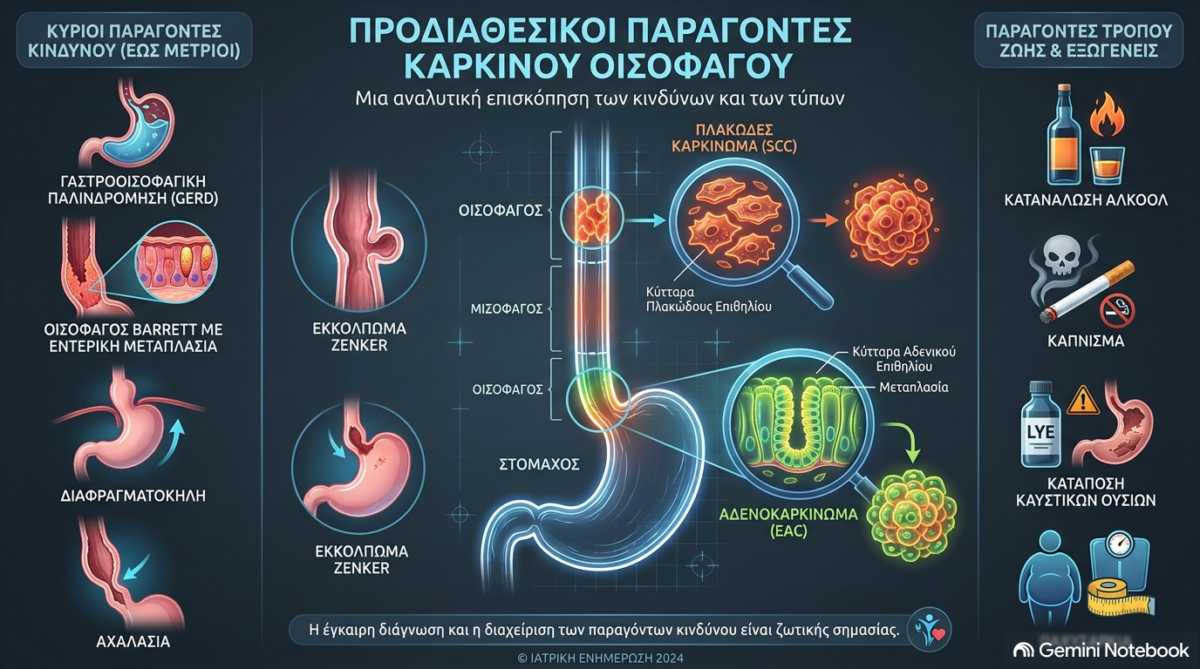 ΚΥΡΙΟΙ ΠΑΡΑΓΟΝΤΕΣ
ΚΙΝΔΥΝΟΥ (ΕΩΣ ΜΕΤΡΙΟΙ)
ΓΑΣΤΡΟΟΙΣΟΦΑΓΙΚΗ
ΠΑΛΙΝΔΡΟΜΗΣΗ (GERD)
ΟΙΣΟΦΑΓΟΣ BARRETT ΜΕ
ΕΝΤΕΡΙΚΗ ΜΕΤΑΠΛΑΣΙΑ
ΔΙΑΦΡΑΓΜΑΤΟΚΗΛΗ
ΑΧΑΛΑΣΙΑ
ΠΡΟΔΙΑΘΕΣΙΚΟΙ ΠΑΡΑΓΟΝΤΕΣ
ΚΑΡΚΙΝΟΥ ΟΙΣΟΦΑΓΟΥ
Μια αναλυτική επισκόπηση των κινδύνων και των τύπων
ΕΚΚΟΛΠΩΜΑ
ZENKER
ΕΚΚΟΛΠΩΜΑ
ZENKER
ΟΙΣΟΦΑΓΟΣ
ΜΙΖΟΦΑΓΟΣ
ΟΙΣΟΦΑΓΟΣ
ΣΤΟΜΑΧΟΣ
ΠΛΑΚΩΔΕΣ
ΚΑΡΚΙΝΩΜΑ (SCC)
Κύτταρα
Πλακώδους Επιθηλίου
Κύτταρα Αδενικού
Επιθηλίου
Μεταπλασία
ΑΔΕΝΟΚΑΡΚΙΝΩΜΑ
(EAC)
Η έγκαιρη διάγνωση και η διαχείριση των παραγόντων κινδύνου είναι ζωτικής σημασίας.
© ΙΑΤΡΙΚΗ ΕΝΗΜΕΡΩΣΗ 2024
ΠΑΡΑΓΟΝΤΕΣ ΤΡΟΠΟΥ
ΖΩΗΣ & ΕΞΩΓΕΝΕΙΣ
ΚΑΤΑΝΑΛΩΣΗ ΑΛΚΟΟΛ
ΚΑΠΝΙΣΜΑ
LYE
ΚΑΤΑΠΟΣΗ
ΚΑΥΣΤΙΚΩΝ ΟΥΣΙΩΝ
Gemini Notebook